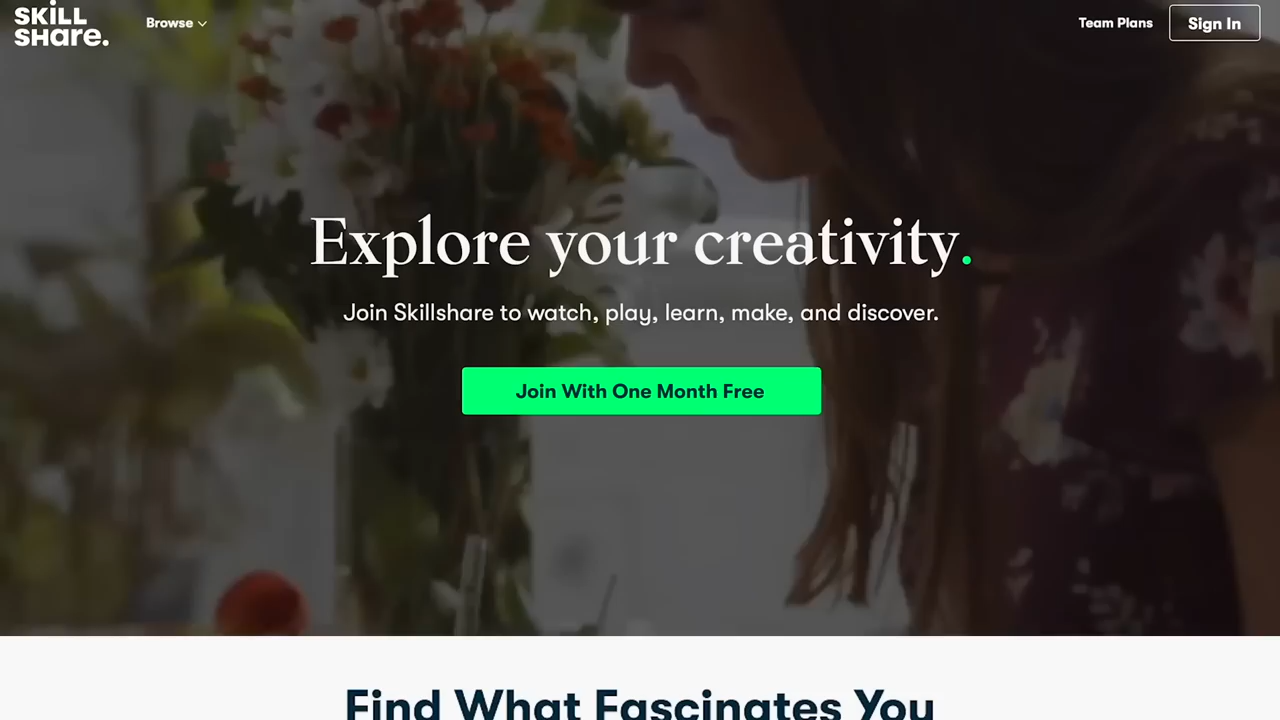 SKiLL
SHare.
Browse
Team Plans
Sign In
Explore your creativity.
Join Skillshare to watch, play, learn, make, and discover.
Join With One Month Free
Find What Fascinates You